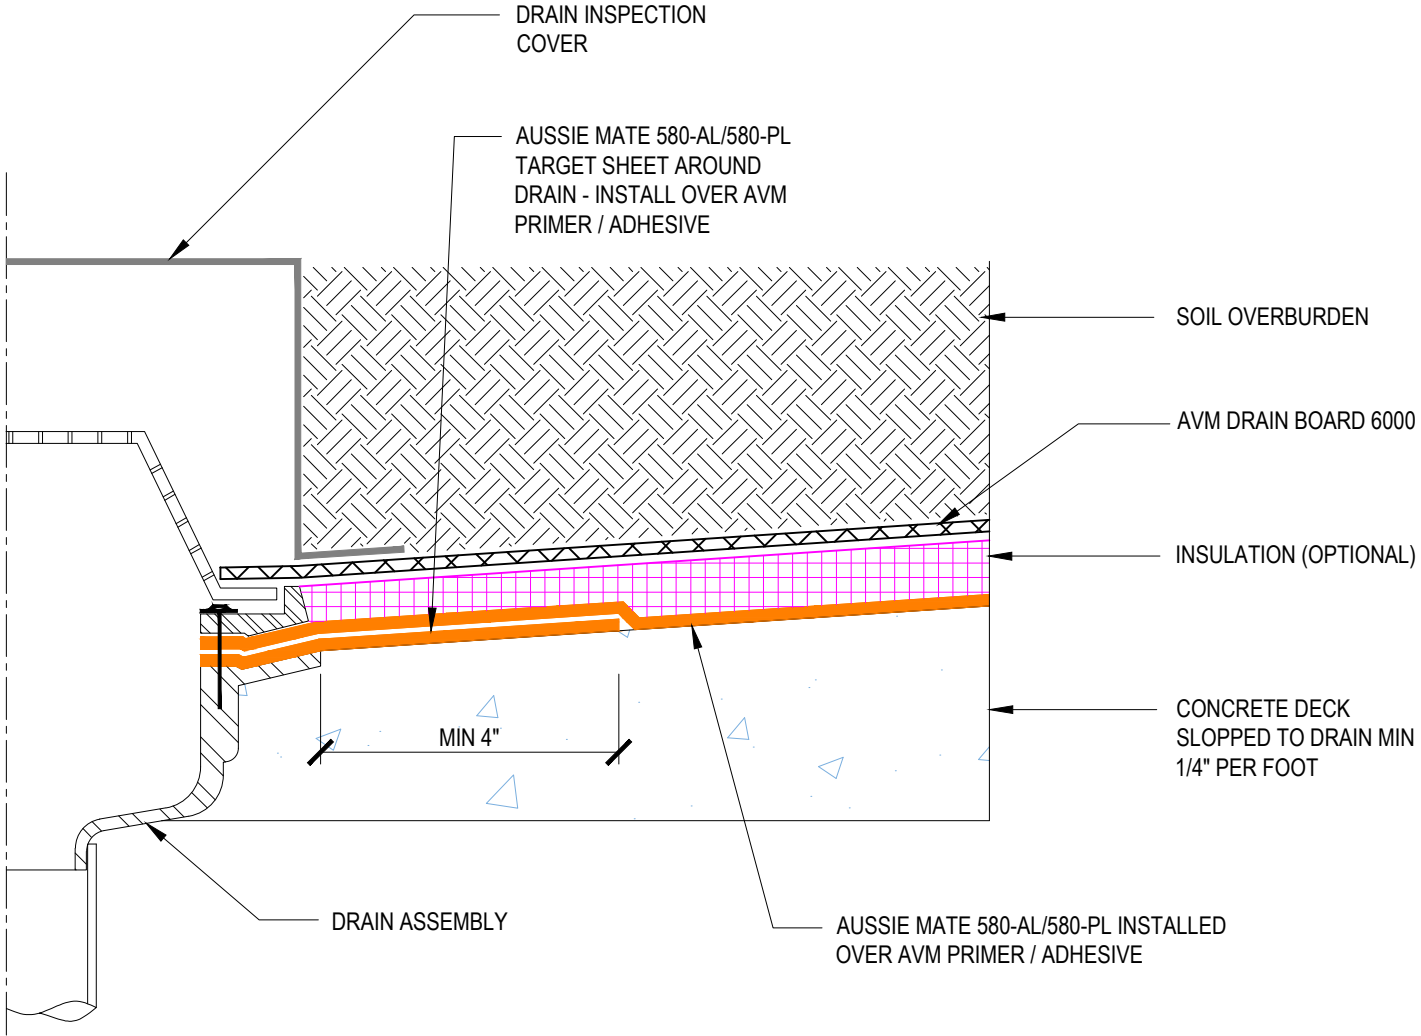 DRAIN INSPECTION
COVER
AUSSIE MATE 580-AL/580-PL
TARGET SHEET AROUND
DRAIN - INSTALL OVER AVM
PRIMER / ADHESIVE
SOIL OVERBURDEN
AVM DRAIN BOARD 6000
INSULATION (OPTIONAL)
CONCRETE DECK
SLOPPED TO DRAIN MIN
1/4" PER FOOT
MIN 4"
DRAIN ASSEMBLY
AUSSIE MATE 580-AL/580-PL INSTALLED
OVER AVM PRIMER / ADHESIVE